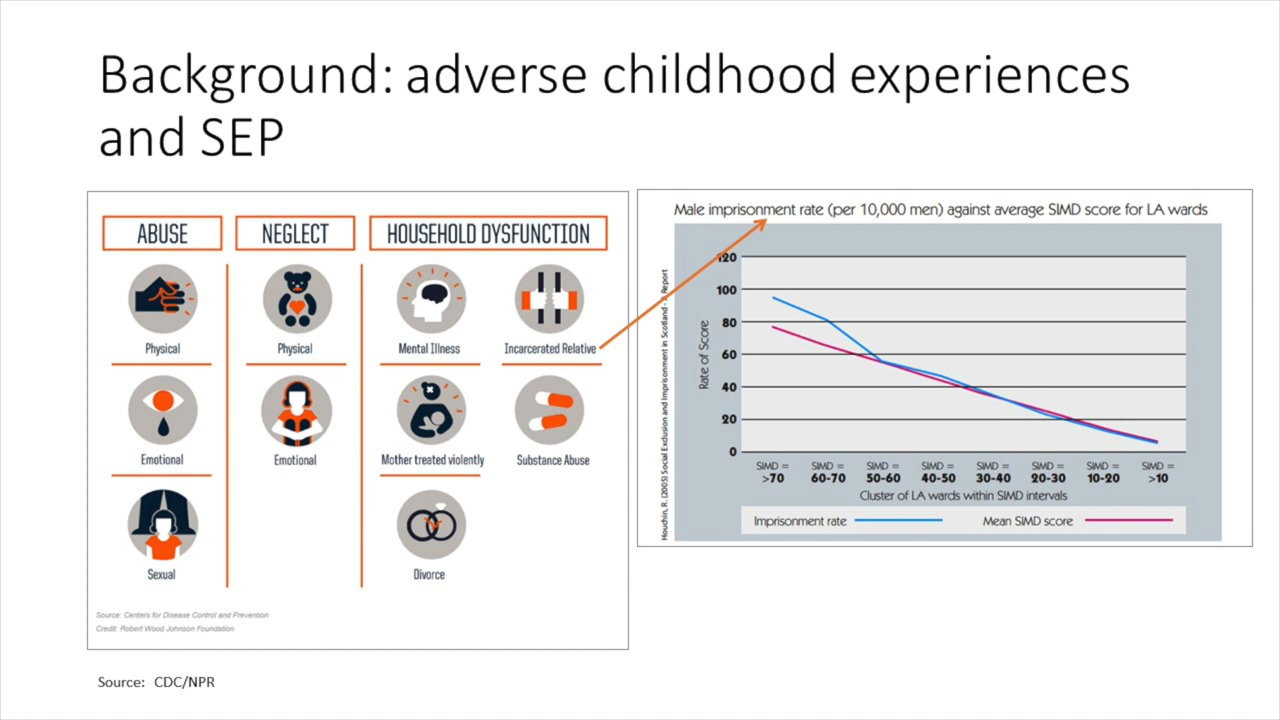 Background: adverse childhood experiences
and SEP
ABUSE
NEGLECT
HOUSEHOLD DYSFUNCTION
Physical
Physical
Mental Illness
Incarcerated Relative
Emotional
Emotional
Mother treated violently
Substance Abuse
Sexual
Divorce
Source: Centers for Disease Control and Prevention
Credit: Robert Wood Johnson Foundation
Source: CDC/NPR
Male imprisonment rate (per 10,000 men) against average SIMD score for LA wards
Houchin, R. (2005) Social Exclusion and Imprisonment in Scotland - A Report
Rate of Score
120
100
80
60
40
20
0
SIMD = >70
SIMD = 60-70
SIMD = 50-60
SIMD = 40-50
SIMD = 30-40
SIMD = 20-30
SIMD = 10-20
SIMD = >10
Cluster of LA wards within SIMD intervals
Imprisonment rate
Mean SIMD score